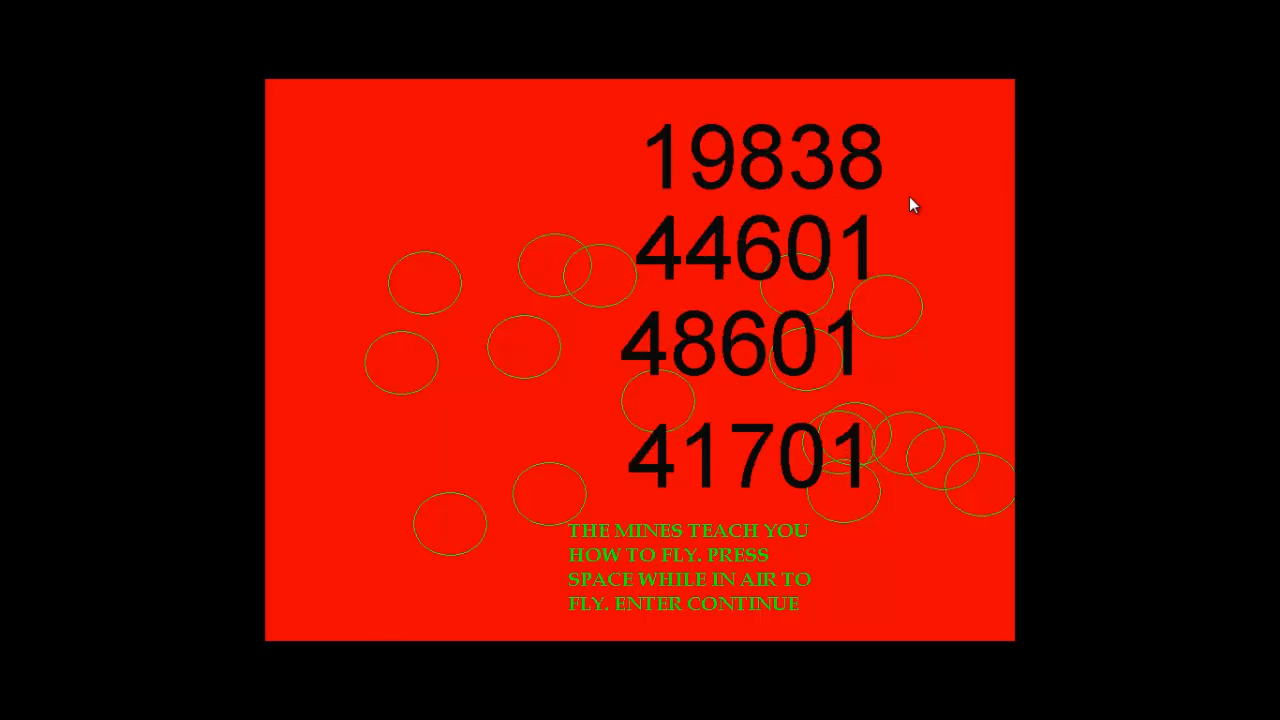 19838
44601
48601
41701
THE MINES TEACH YOU
HOW TO FLY. PRESS
SPACE WHILE IN AIR TO
FLY. ENTER CONTINUE